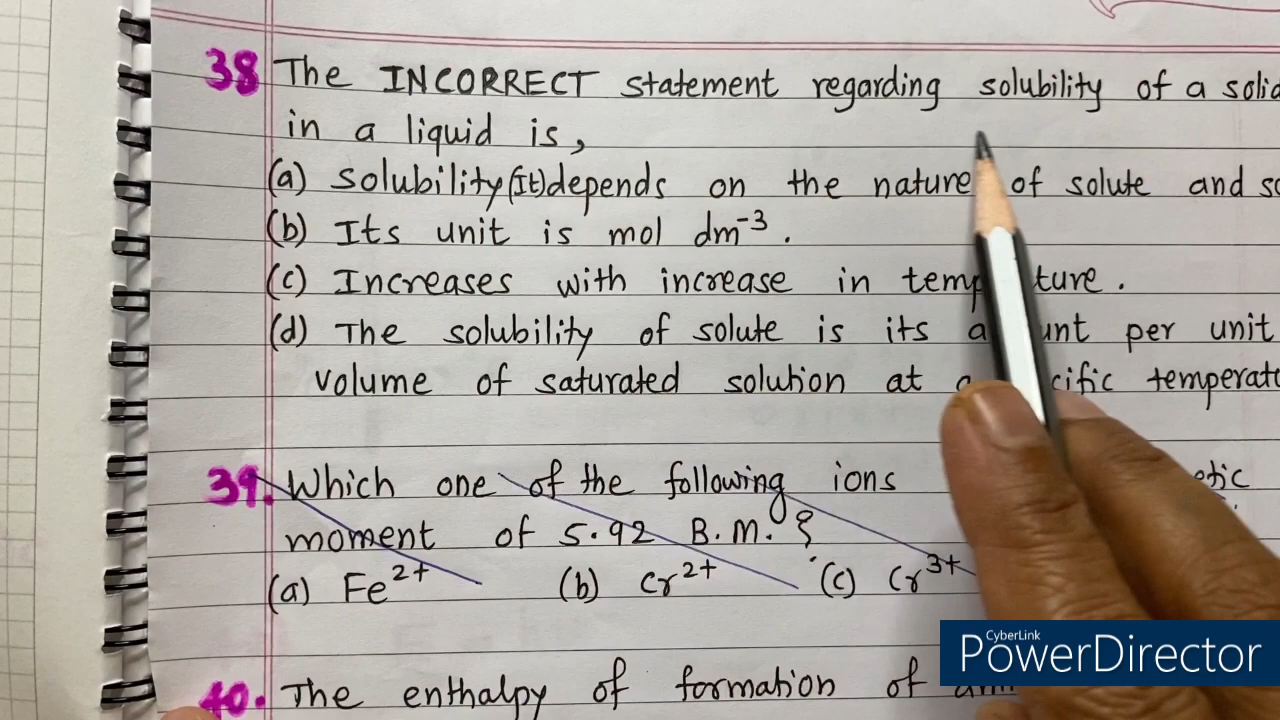 38 The INCORRECT statement regarding solubility of a
in a liquid is,
(a) solubility(It)depends on the nature of solute and
(b) Its unit is mol dm⁻³.
(c) Increases with increase in ture.
(d) The solubility of solute is its unt per unit
volume of saturated solution at cific
39. Which one of the following ions etic
moment of 5.92 B.M. ?
(a) Fe²⁺ (b) Cr²⁺ (c) Cr³⁺
CyberLink
PowerDirector
40. The enthalpy of formation of